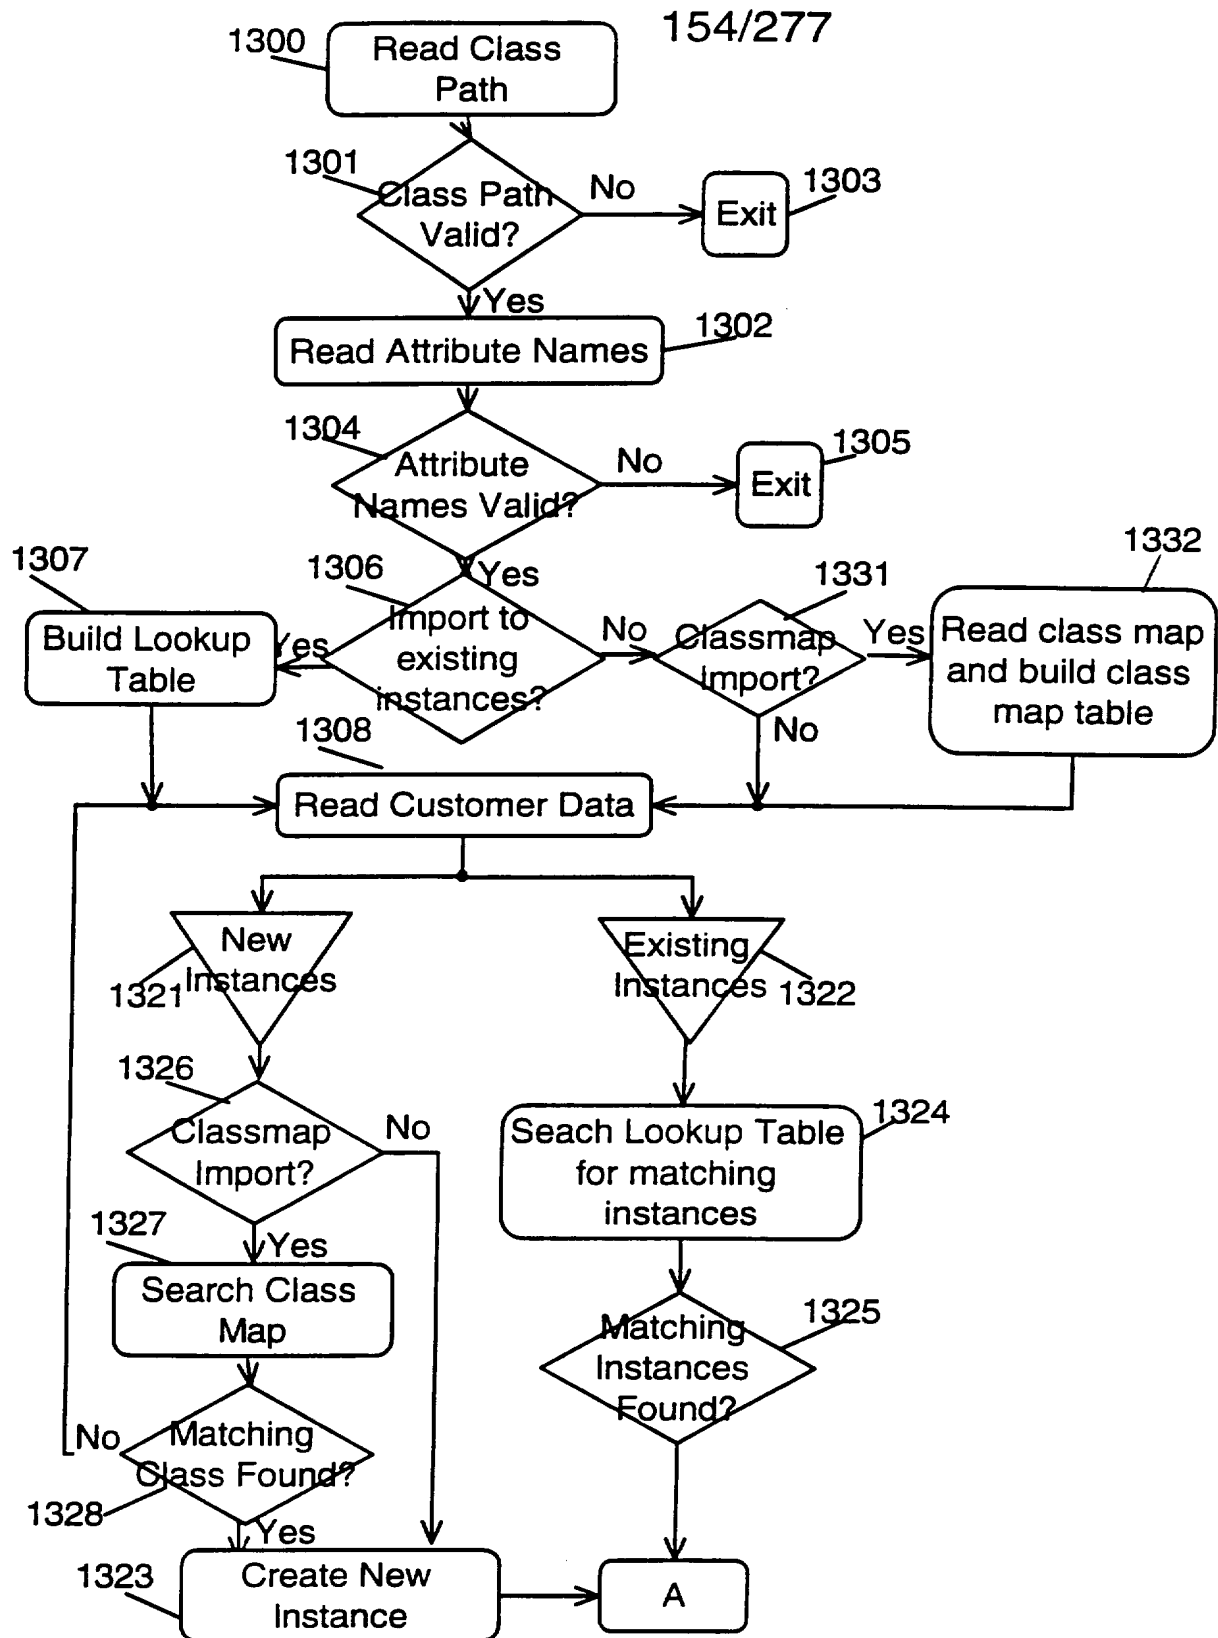 154/277
1300
Read Class
Path
1301
Class Path
Valid?
No
Exit
1303
Yes
Read Attribute Names
1302
1304
Attribute
Names Valid?
No
Exit
1305
Yes
1307
Build Lookup
Table
Yes
1306
Import to
existing
instances?
No
1331
Classmap
Import?
Yes
1332
Read class map
and build class
map table
No
1308
Read Customer Data
New
Instances
1321
Existing
Instances
1322
1326
Classmap
Import?
No
Yes
1324
Seach Lookup Table
for matching
instances
1327
Search Class
Map
1325
Matching
Instances
Found?
No
Matching
Class Found?
1328
Yes
1323
Create New
Instance
A